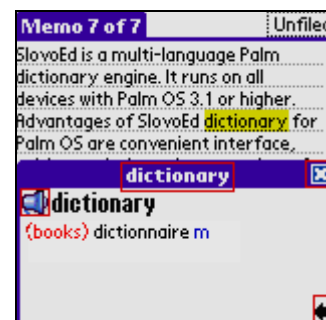 Memo 7 of 7 Unfiled
SlovoEd is a multi-language Palm
dictionary engine. It runs on all
devices with Palm OS 3.1 or higher.
Advantages of SlovoEd dictionary for
Palm OS are convenient interface,
dictionary
dictionary
(books) dictionnaire m